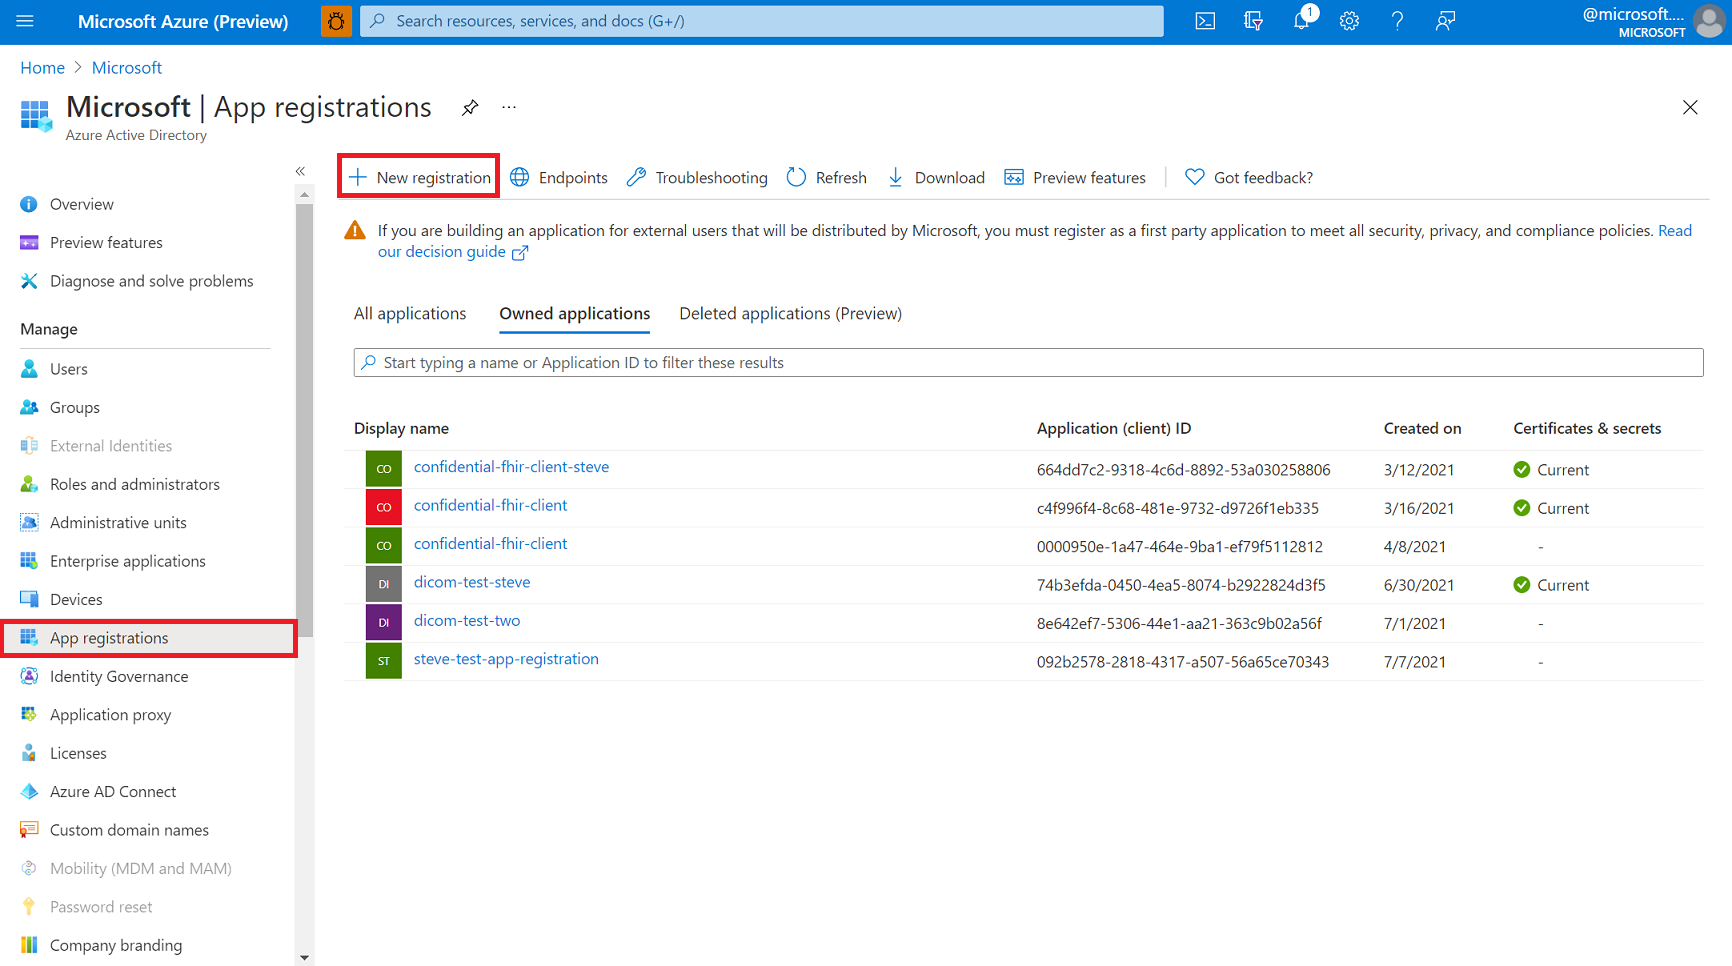 Microsoft Azure (Preview)
Search resources, services, and docs (G+/)
1
@microsoft....
MICROSOFT
Home > Microsoft
Microsoft | App registrations
...
Azure Active Directory
«
New registration
Endpoints
Troubleshooting
Refresh
Download
Preview features
Got feedback?
Overview
Preview features
Diagnose and solve problems
Manage
Users
Groups
External Identities
Roles and administrators
Administrative units
Enterprise applications
Devices
App registrations
Identity Governance
Application proxy
Licenses
Azure AD Connect
Custom domain names
Mobility (MDM and MAM)
Password reset
Company branding
If you are building an application for external users that will be distributed by Microsoft, you must register as a first party application to meet all security, privacy, and compliance policies. Read
our decision guide
All applications
Owned applications
Deleted applications (Preview)
Start typing a name or Application ID to filter these results
Display name Application (client) ID Created on Certificates & secrets
CO confidential-fhir-client-steve 664dd7c2-9318-4c6d-8892-53a030258806 3/12/2021 Current
CO confidential-fhir-client c4f996f4-8c68-481e-9732-d9726f1eb335 3/16/2021 Current
CO confidential-fhir-client 0000950e-1a47-464e-9ba1-ef79f5112812 4/8/2021 -
DI dicom-test-steve 74b3efda-0450-4ea5-8074-b2922824d3f5 6/30/2021 Current
DI dicom-test-two 8e642ef7-5306-44e1-aa21-363c9b02a56f 7/1/2021 -
ST steve-test-app-registration 092b2578-2818-4317-a507-56a65ce70343 7/7/2021 -